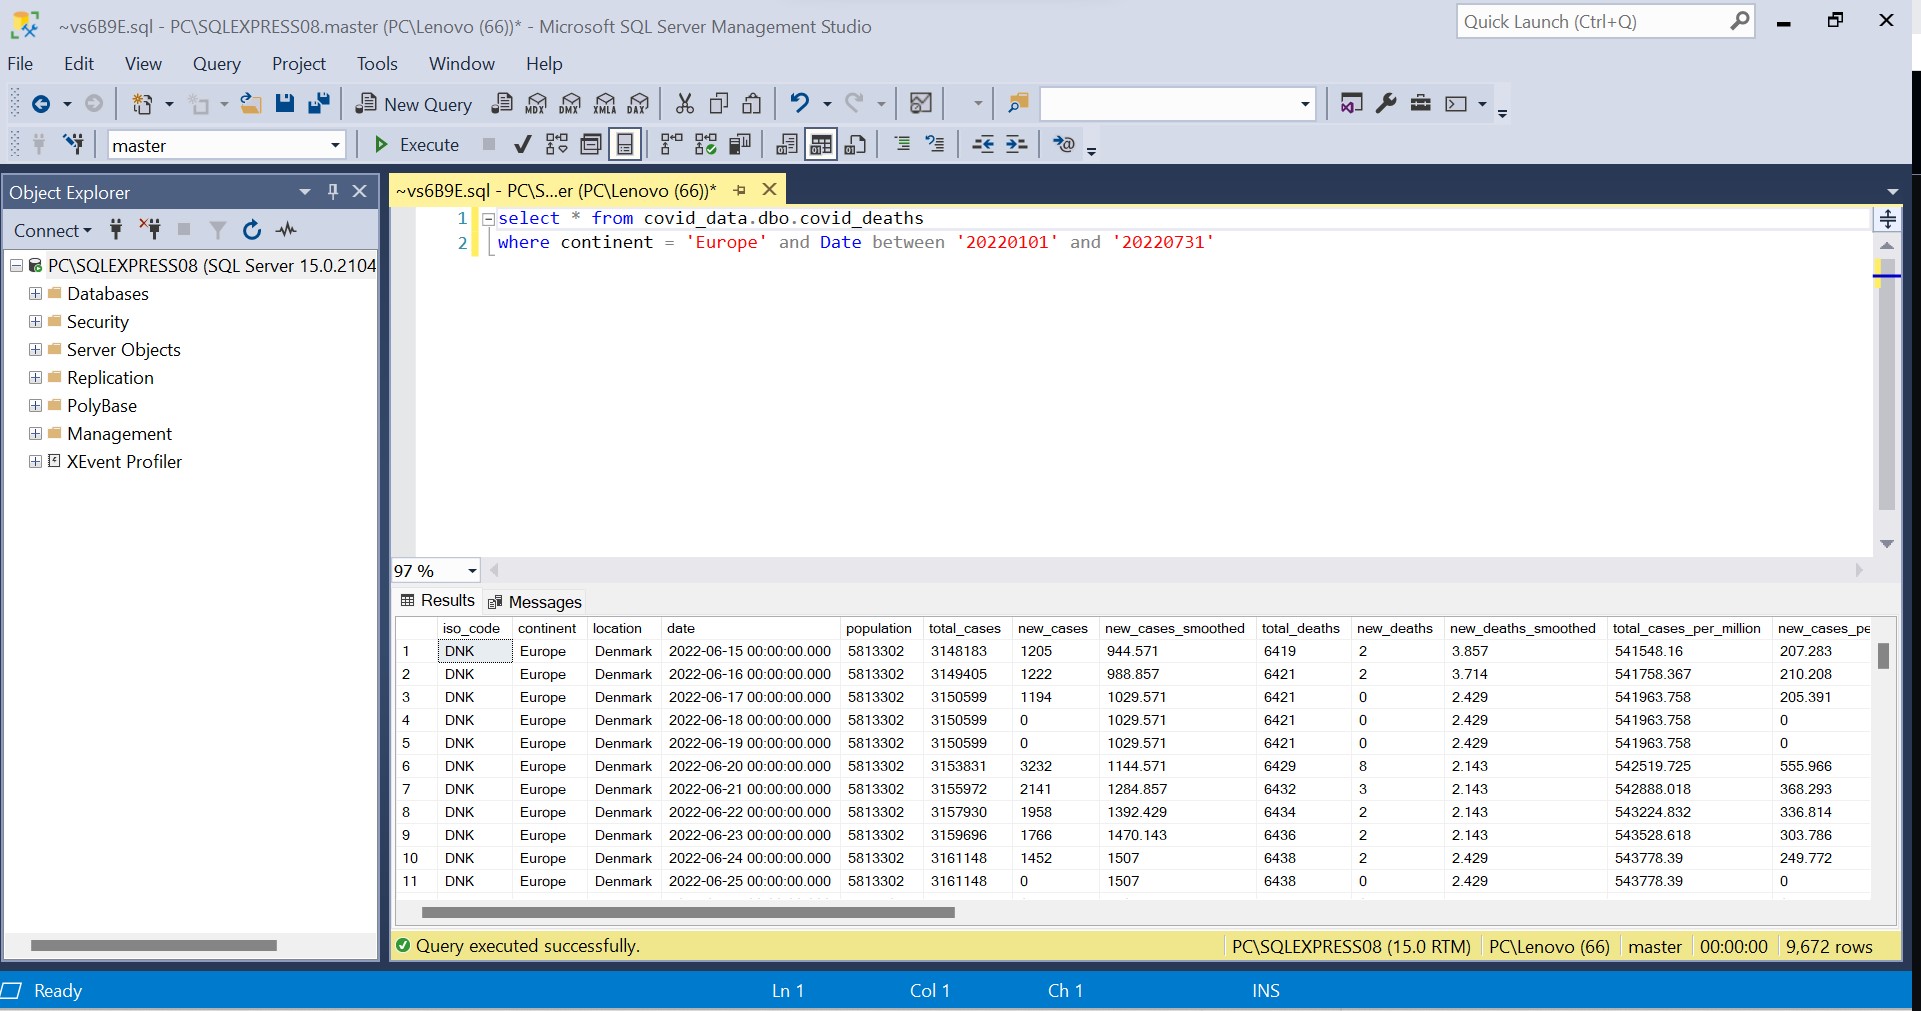 ~vs6B9E.sql - PC\SQLEXPRESS08.master (PC\Lenovo (66))* - Microsoft SQL Server Management Studio
Quick Launch (Ctrl+Q)
File Edit View Query Project Tools Window Help
New Query MDX DMX XMLA DAX
master Execute
Object Explorer
~vs6B9E.sql - PC\S...er (PC\Lenovo (66))*
Connect
PC\SQLEXPRESS08 (SQL Server 15.0.2104
Databases
Security
Server Objects
Replication
PolyBase
Management
XEvent Profiler
1 select * from covid_data.dbo.covid_deaths
2 where continent = 'Europe' and Date between '20220101' and '20220731'
97 %
Results Messages
iso_code continent location date population total_cases new_cases new_cases_smoothed total_deaths new_deaths new_deaths_smoothed total_cases_per_million new_cases_pe
1 DNK Europe Denmark 2022-06-15 00:00:00.000 5813302 3148183 1205 944.571 6419 2 3.857 541548.16 207.283
2 DNK Europe Denmark 2022-06-16 00:00:00.000 5813302 3149405 1222 988.857 6421 2 3.714 541758.367 210.208
3 DNK Europe Denmark 2022-06-17 00:00:00.000 5813302 3150599 1194 1029.571 6421 0 2.429 541963.758 205.391
4 DNK Europe Denmark 2022-06-18 00:00:00.000 5813302 3150599 0 1029.571 6421 0 2.429 541963.758 0
5 DNK Europe Denmark 2022-06-19 00:00:00.000 5813302 3150599 0 1029.571 6421 0 2.429 541963.758 0
6 DNK Europe Denmark 2022-06-20 00:00:00.000 5813302 3153831 3232 1144.571 6429 8 2.143 542519.725 555.966
7 DNK Europe Denmark 2022-06-21 00:00:00.000 5813302 3155972 2141 1284.857 6432 3 2.143 542888.018 368.293
8 DNK Europe Denmark 2022-06-22 00:00:00.000 5813302 3157930 1958 1392.429 6434 2 2.143 543224.832 336.814
9 DNK Europe Denmark 2022-06-23 00:00:00.000 5813302 3159696 1766 1470.143 6436 2 2.143 543528.618 303.786
10 DNK Europe Denmark 2022-06-24 00:00:00.000 5813302 3161148 1452 1507 6438 2 2.429 543778.39 249.772
11 DNK Europe Denmark 2022-06-25 00:00:00.000 5813302 3161148 0 1507 6438 0 2.429 543778.39 0
Query executed successfully. PC\SQLEXPRESS08 (15.0 RTM) PC\Lenovo (66) master 00:00:00 9,672 rows
Ready Ln 1 Col 1 Ch 1 INS